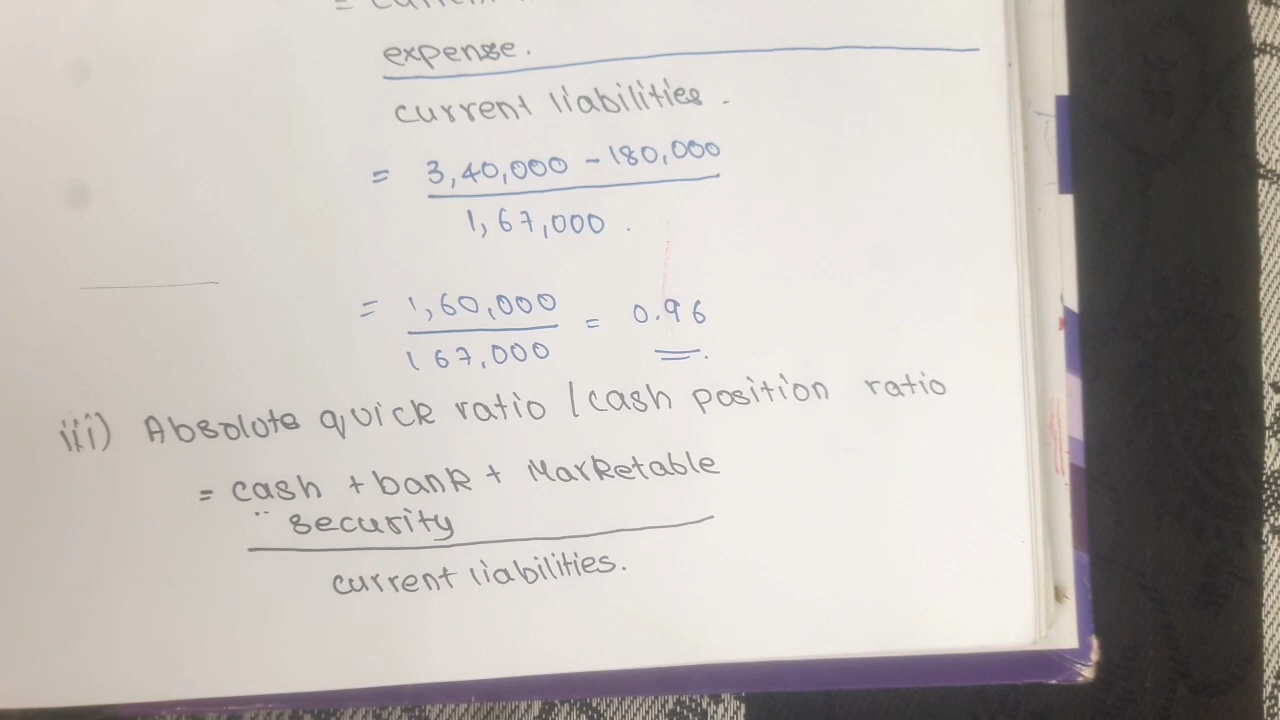 expense.
current liabilities.
= 3,40,000 - 180,000
1,67,000.
= 1,60,000 = 0.96
167,000
iii) Absolute quick ratio / cash position ratio
= cash + bank + Marketable
security
current liabilities.